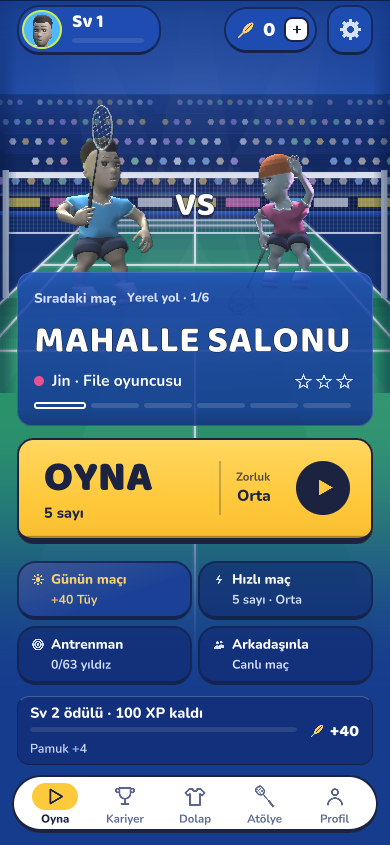 Sv 1
0
+
VS
Sıradaki maç Yerel yol · 1/6
MAHALLE SALONU
Jin · File oyuncusu
OYNA
5 sayı
Zorluk
Orta
Günün maçı
+40 Tüy
Hızlı maç
5 sayı · Orta
Antrenman
0/63 yıldız
Arkadaşınla
Canlı maç
Sv 2 ödülü · 100 XP kaldı
+40
Pamuk +4
Oyna
Kariyer
Dolap
Atölye
Profil